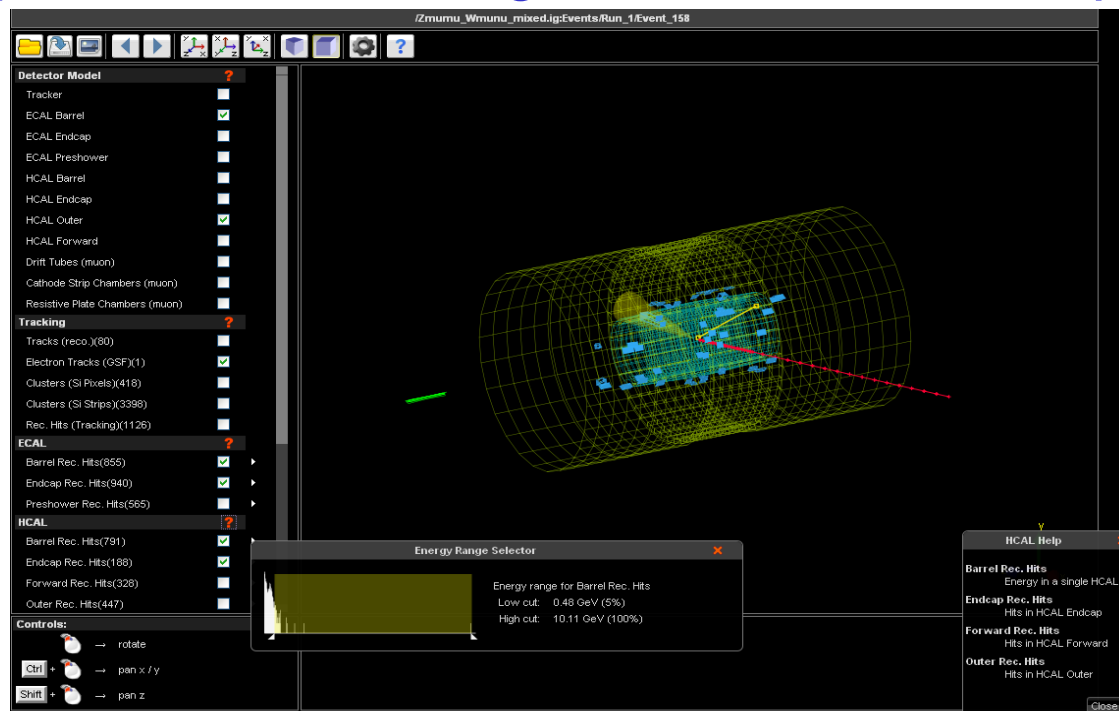 /Zmumu_Wmunu_mixed.ig:Events/Run_1/Event_158
Detector Model ?
Tracker
ECAL Barrel
ECAL Endcap
ECAL Preshower
HCAL Barrel
HCAL Endcap
HCAL Outer
HCAL Forward
Drift Tubes (muon)
Cathode Strip Chambers (muon)
Resistive Plate Chambers (muon)
Tracking ?
Tracks (reco.)(80)
Electron Tracks (GSF)(1)
Clusters (Si Pixels)(418)
Clusters (Si Strips)(3398)
Rec. Hits (Tracking)(1126)
ECAL ?
Barrel Rec. Hits(855)
Endcap Rec. Hits(940)
Preshower Rec. Hits(565)
HCAL ?
Barrel Rec. Hits(791)
Endcap Rec. Hits(188)
Forward Rec. Hits(328)
Outer Rec. Hits(447)
Controls:
→ rotate
Ctrl + → pan x / y
Shift + → pan z
Energy Range Selector
Energy range for Barrel Rec. Hits
Low cut: 0.48 GeV (5%)
High cut: 10.11 GeV (100%)
y
HCAL Help
Barrel Rec. Hits
Energy in a single HCAL
Endcap Rec. Hits
Hits in HCAL Endcap
Forward Rec. Hits
Hits in HCAL Forward
Outer Rec. Hits
Hits in HCAL Outer
Close